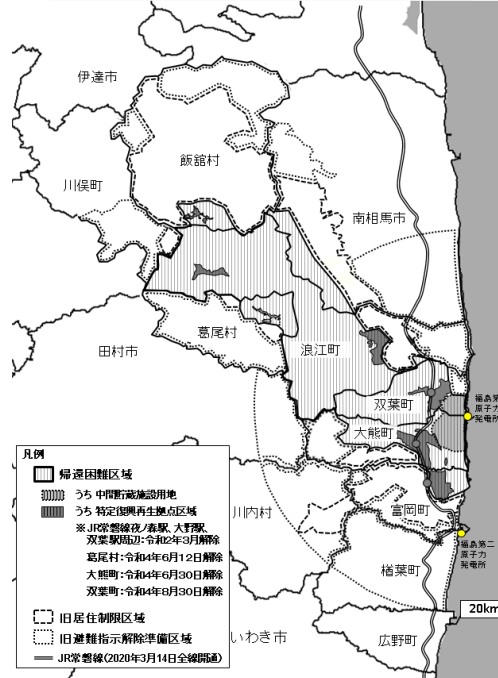 伊達市
飯舘村
川俣町
南相馬市
葛尾村
田村市
浪江町
双葉町
大熊町
福島第一
原子力
発電所
富岡町
川内村
福島第二
原子力
発電所
楢葉町
20km
いわき市
広野町
凡例
帰還困難区域
うち 中間貯蔵施設用地
うち 特定復興再生拠点区域
※JR常磐線夜ノ森駅、大野駅、
双葉駅周辺:令和2年3月解除
葛尾村:令和4年6月12日解除
大熊町:令和4年6月30日解除
双葉町:令和4年8月30日解除
旧居住制限区域
旧避難指示解除準備区域
JR常磐線(2020年3月14日全線開通)